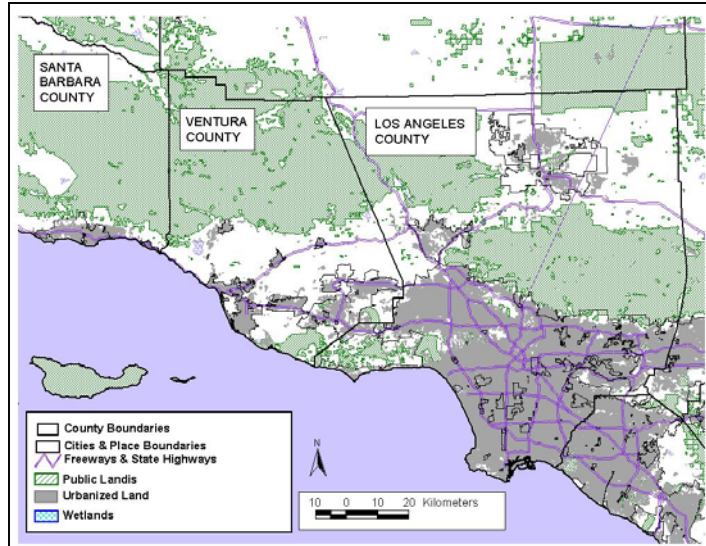 SANTA
BARBARA
COUNTY
VENTURA
COUNTY
LOS ANGELES
COUNTY
County Boundaries
Cities & Place Boundaries
Freeways & State Highways
Public Landis
Urbanized Land
Wetlands
N
10 0 10 20 Kilometers